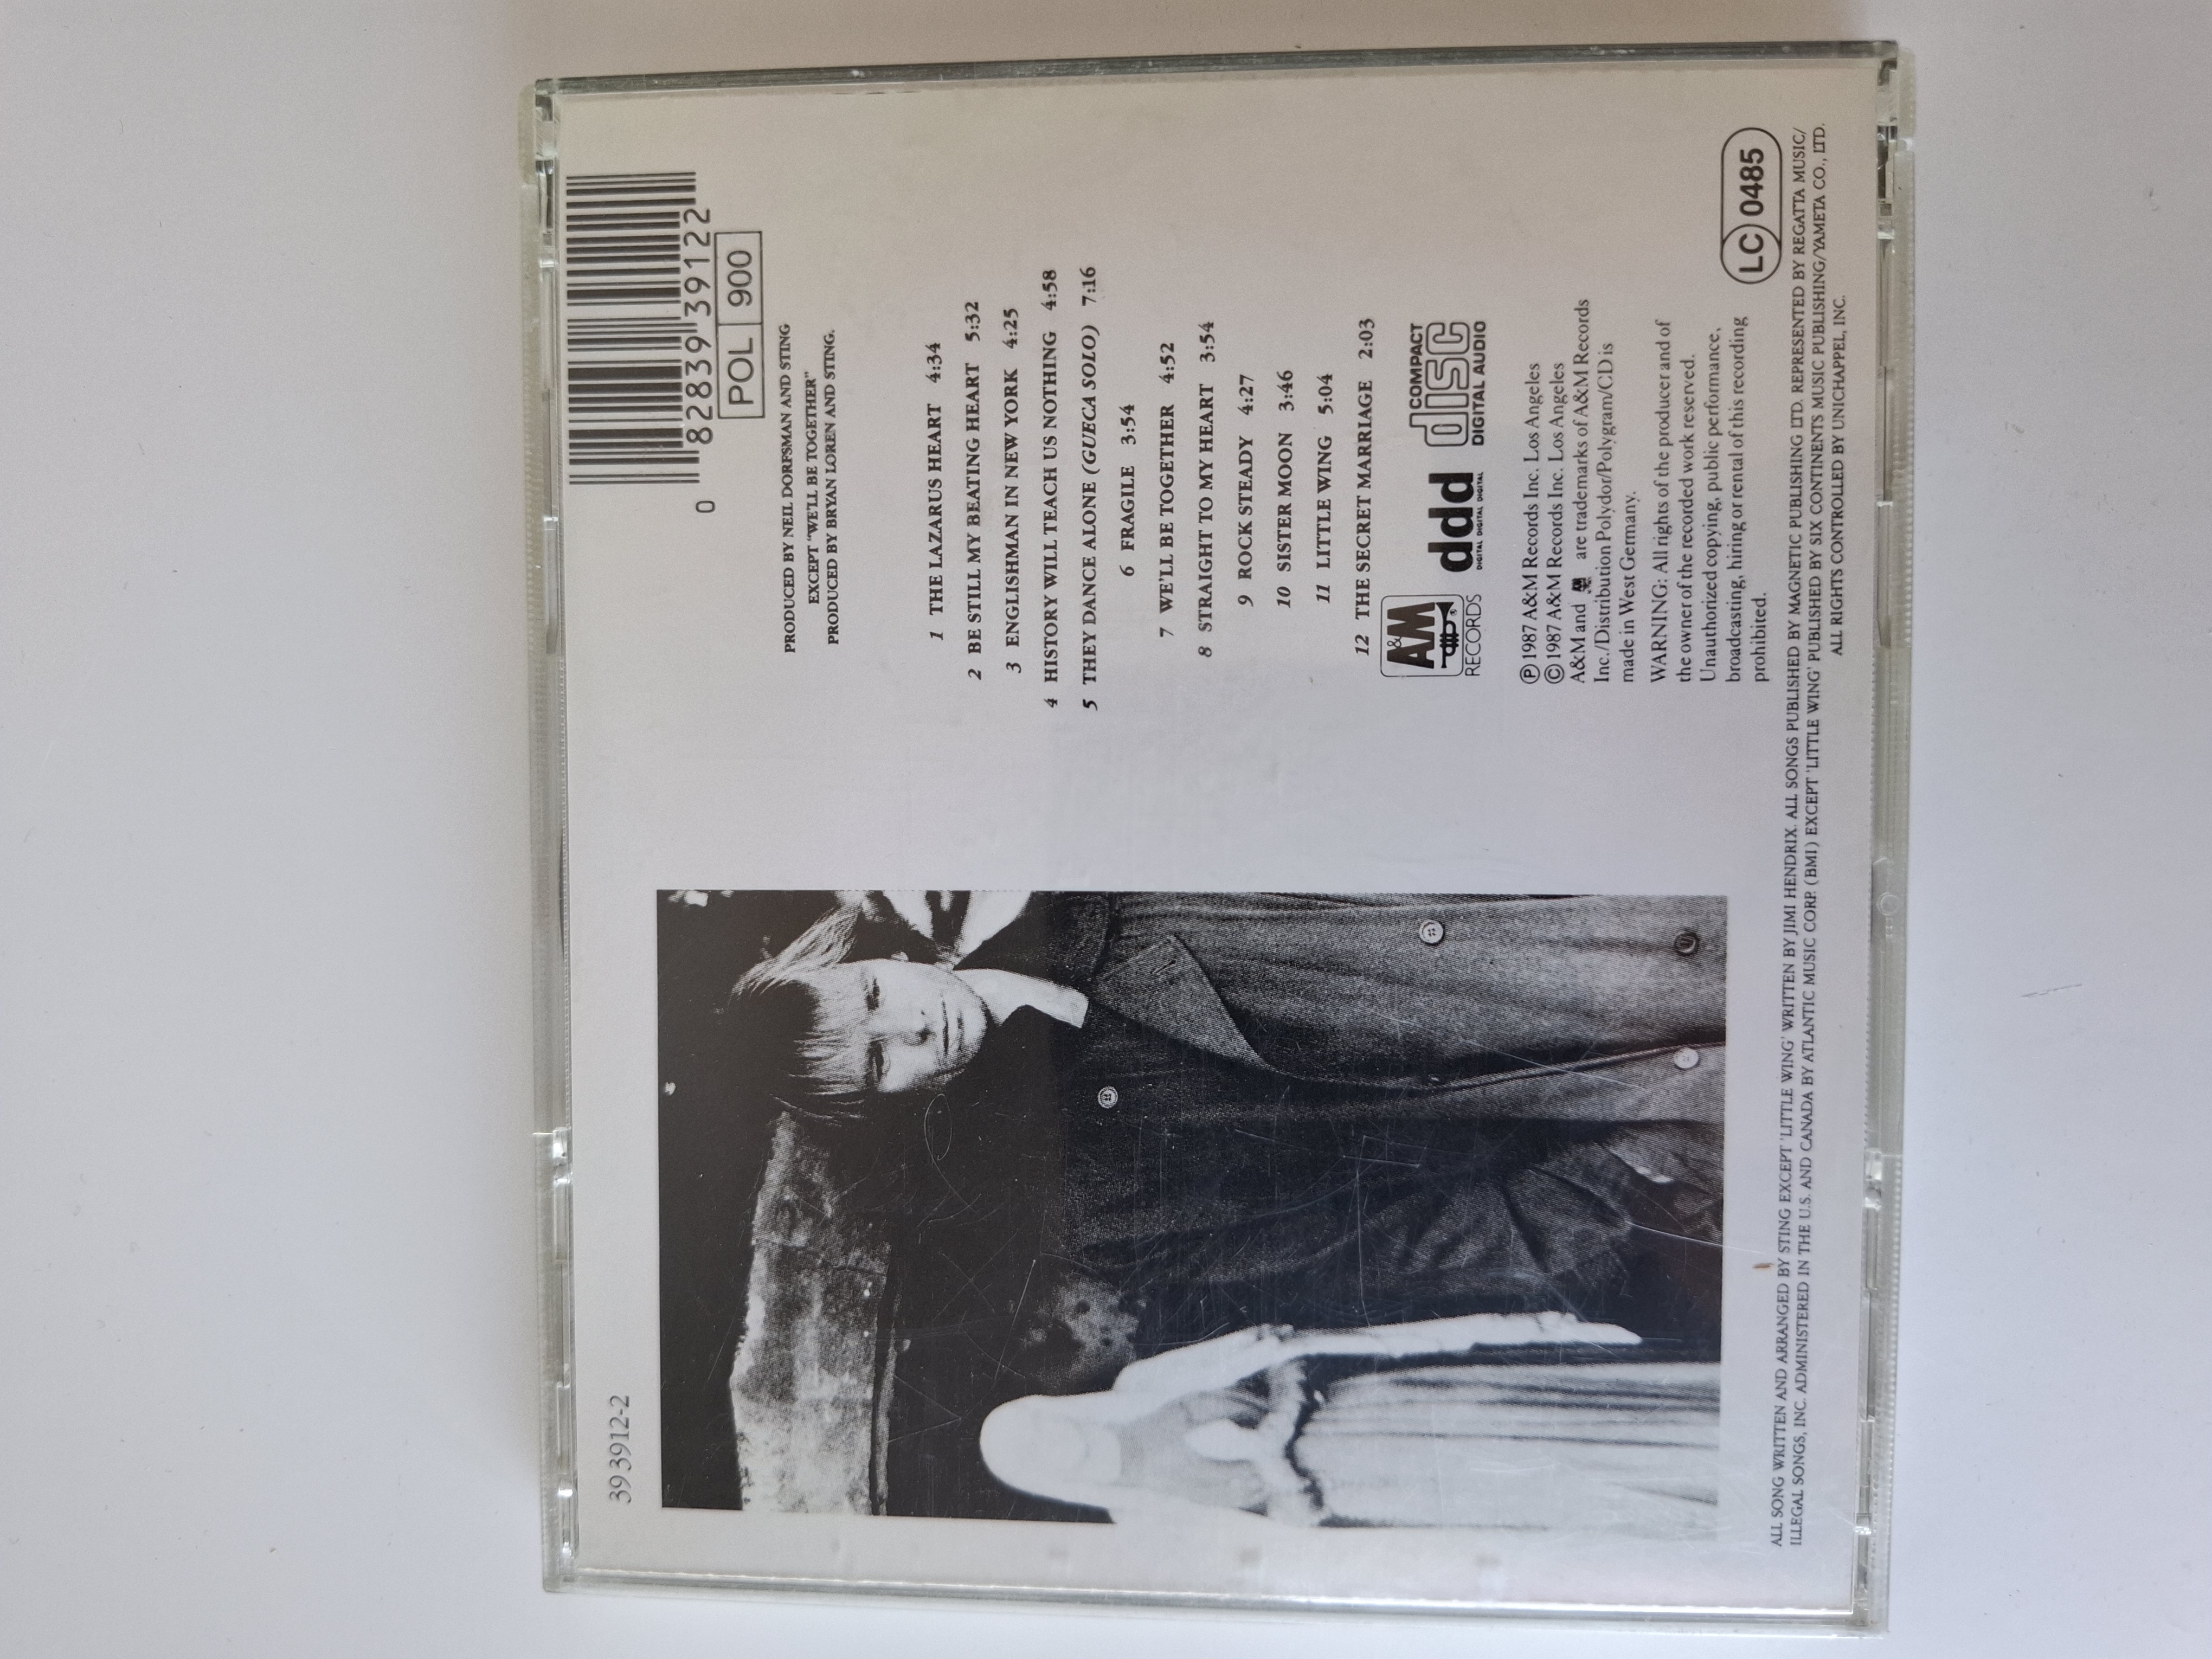 39 3912-2
0 82839 39122
POL 900
PRODUCED BY NEIL DORFSMAN AND STING
EXCEPT "WE'LL BE TOGETHER"
PRODUCED BY BRYAN LOREN AND STING.
1 THE LAZARUS HEART 4:34
2 BE STILL MY BEATING HEART 5:32
3 ENGLISHMAN IN NEW YORK 4:25
4 HISTORY WILL TEACH US NOTHING 4:58
5 THEY DANCE ALONE (GUECA SOLO) 7:16
6 FRAGILE 3:54
7 WE'LL BE TOGETHER 4:52
8 STRAIGHT TO MY HEART 3:54
9 ROCK STEADY 4:27
10 SISTER MOON 3:46
11 LITTLE WING 5:04
12 THE SECRET MARRIAGE 2:03
A&M
RECORDS
ddd
DIGITAL DIGITAL DIGITAL
COMPACT
disc
DIGITAL AUDIO
Ⓟ 1987 A&M Records Inc. Los Angeles
© 1987 A&M Records Inc. Los Angeles
A&M and are trademarks of A&M Records
Inc./Distribution Polydor/Polygram/CD is
made in West Germany.
WARNING: All rights of the producer and of
the owner of the recorded work reserved.
Unauthorized copying, public performance,
broadcasting, hiring or rental of this recording
prohibited.
LC 0485
ALL SONG WRITTEN AND ARRANGED BY STING EXCEPT 'LITTLE WING' WRITTEN BY JIMI HENDRIX. ALL SONGS PUBLISHED BY MAGNETIC PUBLISHING LTD. REPRESENTED BY REGATTA MUSIC/
ILLEGAL SONGS, INC. ADMINISTERED IN THE U.S. AND CANADA BY ATLANTIC MUSIC CORP. (BMI) EXCEPT 'LITTLE WING' PUBLISHED BY SIX CONTINENTS MUSIC PUBLISHING/YAMETA CO., LTD.
ALL RIGHTS CONTROLLED BY UNICHAPPEL, INC.